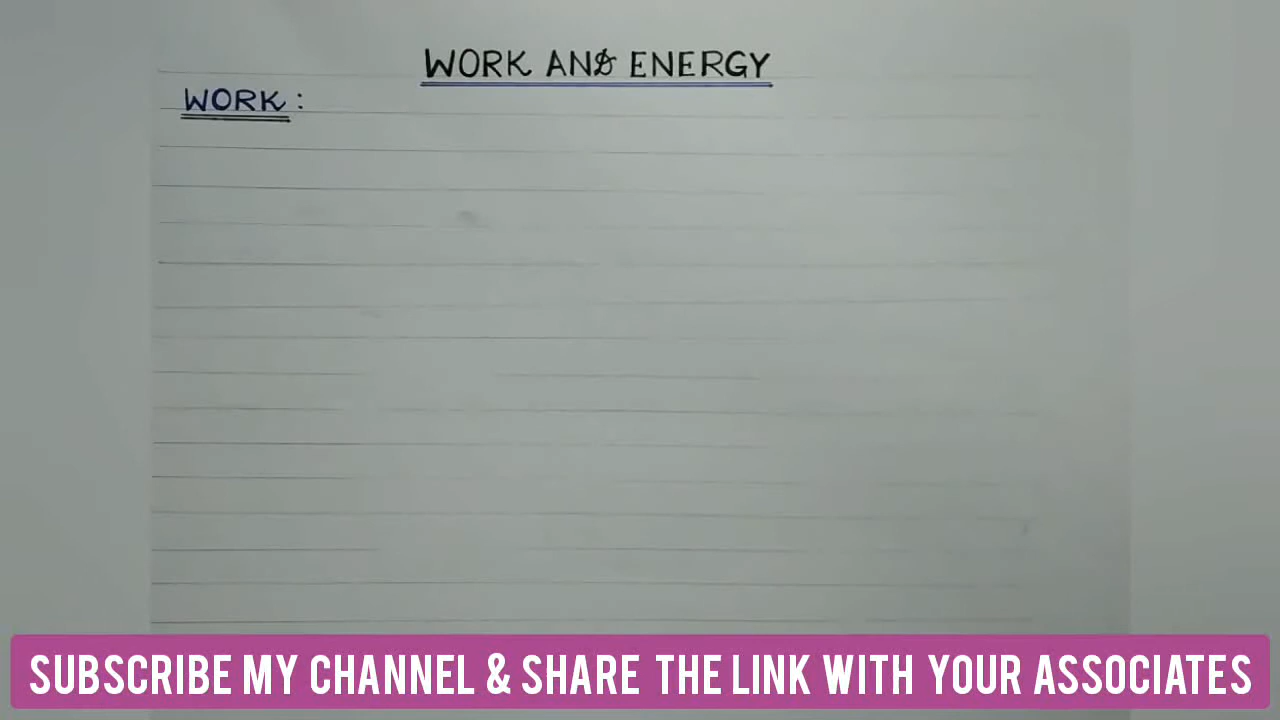 WORK AND ENERGY
WORK :
SUBSCRIBE MY CHANNEL & SHARE THE LINK WITH YOUR ASSOCIATES